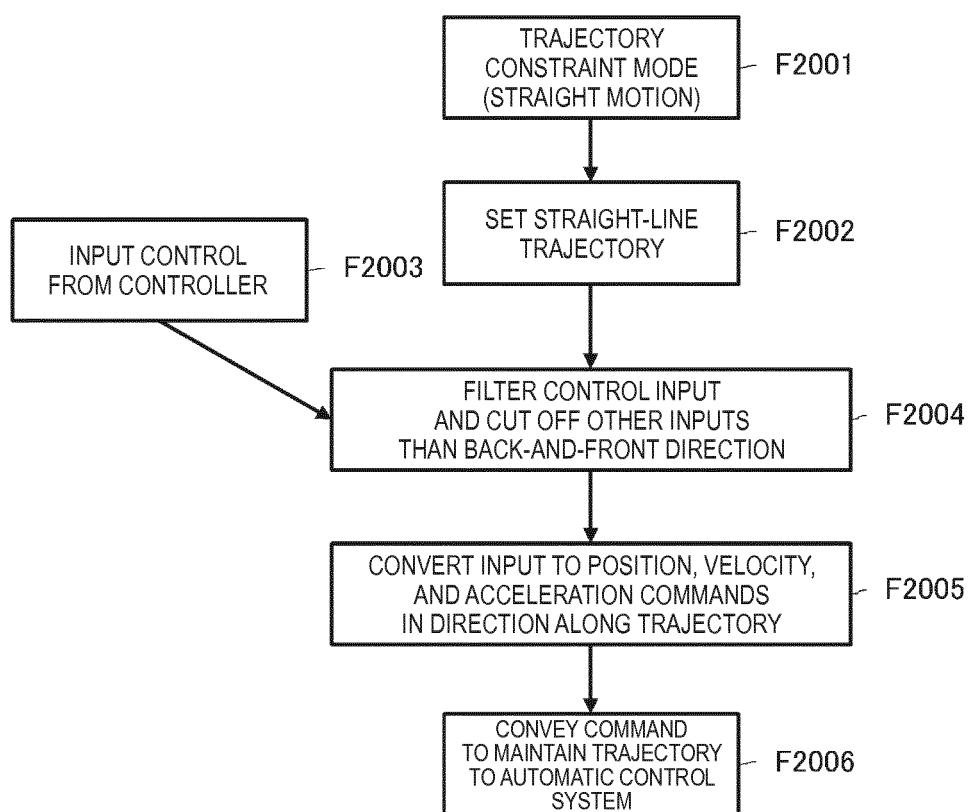 TRAJECTORY
CONSTRAINT MODE
(STRAIGHT MOTION)
F2001
SET STRAIGHT-LINE
TRAJECTORY
F2002
INPUT CONTROL
FROM CONTROLLER
F2003
FILTER CONTROL INPUT
AND CUT OFF OTHER INPUTS
THAN BACK-AND-FRONT DIRECTION
F2004
CONVERT INPUT TO POSITION, VELOCITY,
AND ACCELERATION COMMANDS
IN DIRECTION ALONG TRAJECTORY
F2005
CONVEY COMMAND
TO MAINTAIN TRAJECTORY
TO AUTOMATIC CONTROL
SYSTEM
F2006